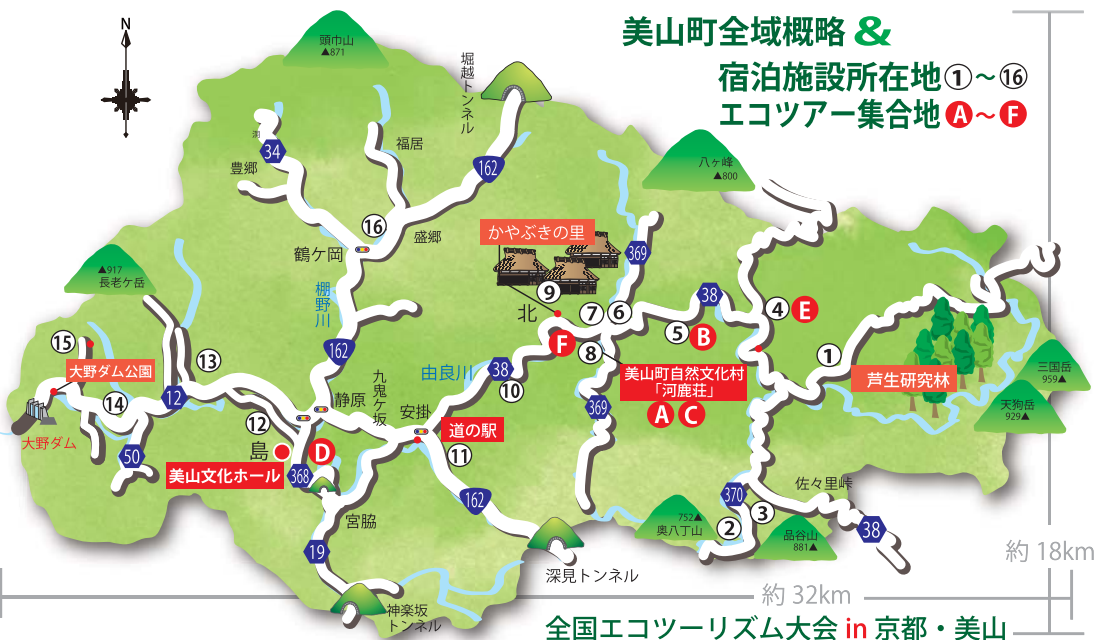 美山町全域概略 &
宿泊施設所在地①～⑯
エコツアー集合地 A～F
N
頭巾山
▲871
堀越トンネル
洞
34
福居
豊郷
162
八ヶ峰
▲800
⑯
鶴ケ岡
盛郷
かやぶきの里
369
▲917
長老ケ岳
棚野川
⑨
北
⑦
⑥
38
④
E
⑤
B
①
⑮
大野ダム公園
⑬
162
由良川
38
F
⑧
美山町自然文化村
「河鹿荘」
A C
芦生研究林
三国岳
959▲
天狗岳
929▲
⑭
12
大野ダム
⑫
静原
九鬼ケ坂
安掛
⑩
道の駅
369
島
D
50
美山文化ホール
368
⑪
162
宮脇
19
370
③
②
佐々里峠
752▲
奥八丁山
品谷山
881▲
38
深見トンネル
神楽坂
トンネル
約 18km
約 32km
全国エコツーリズム大会 in 京都・美山